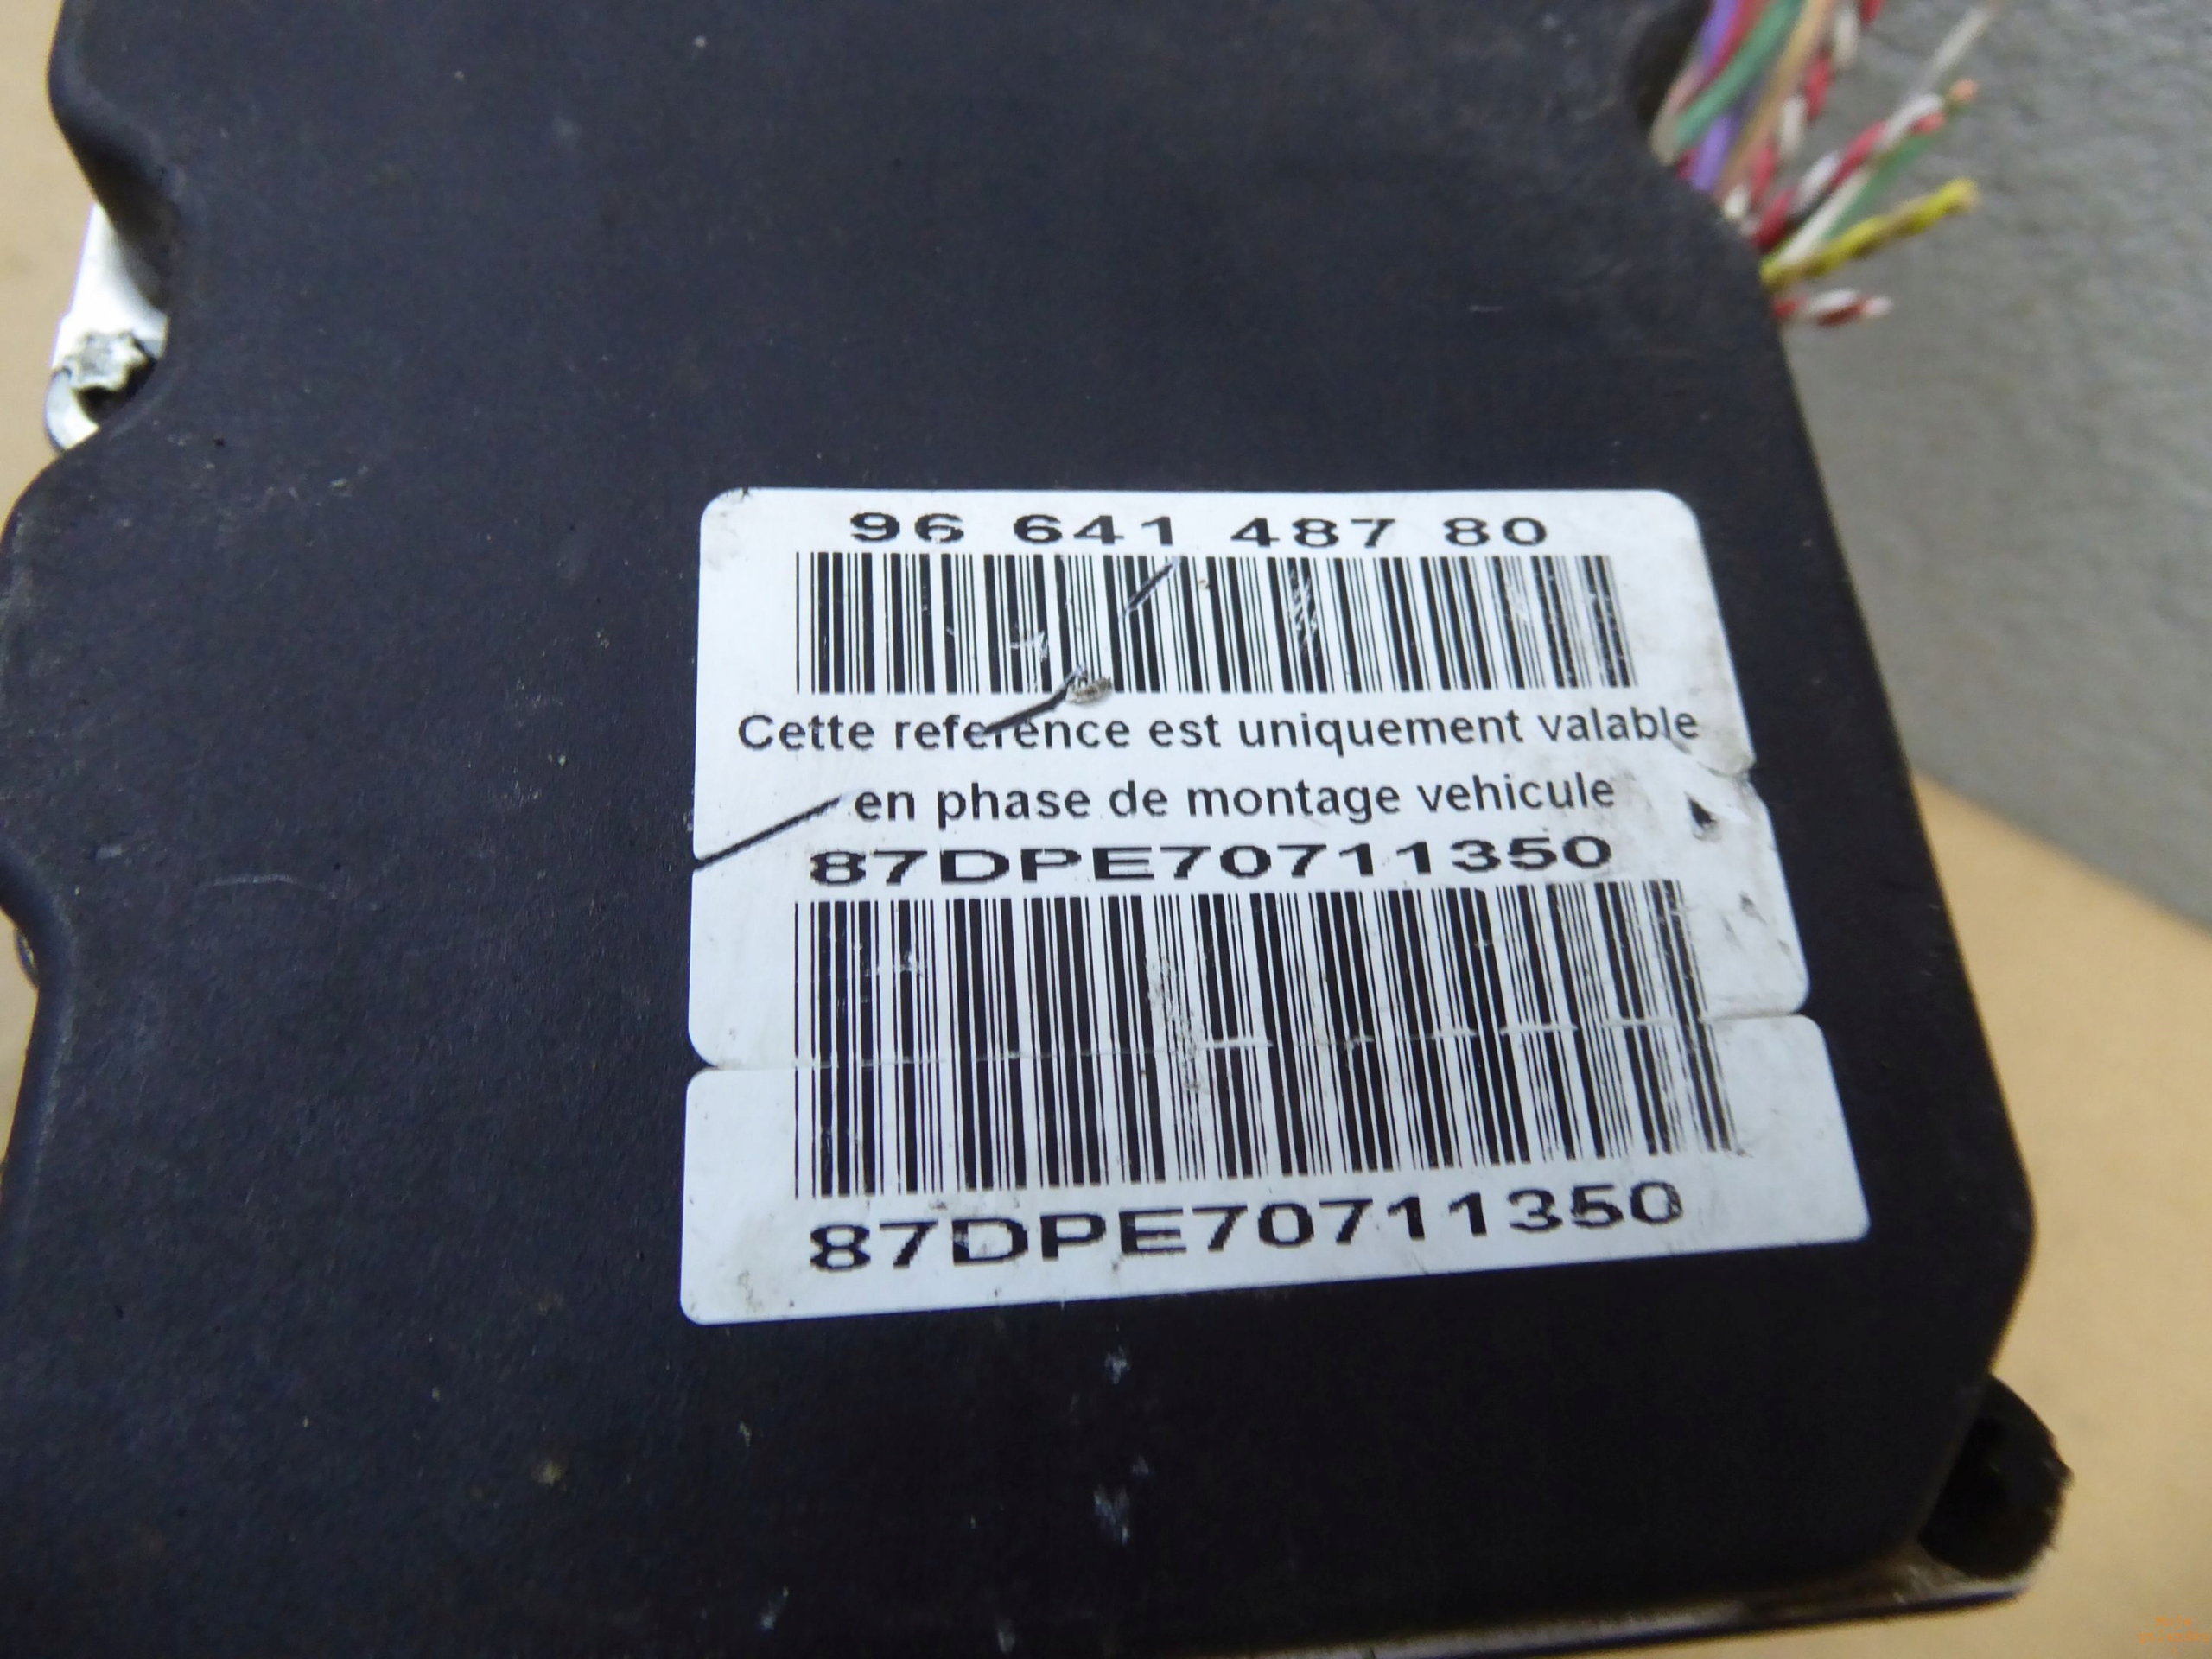 96 641 487 80
Cette reference est uniquement valable
en phase de montage vehicule
87DPE70711350
87DPE70711350